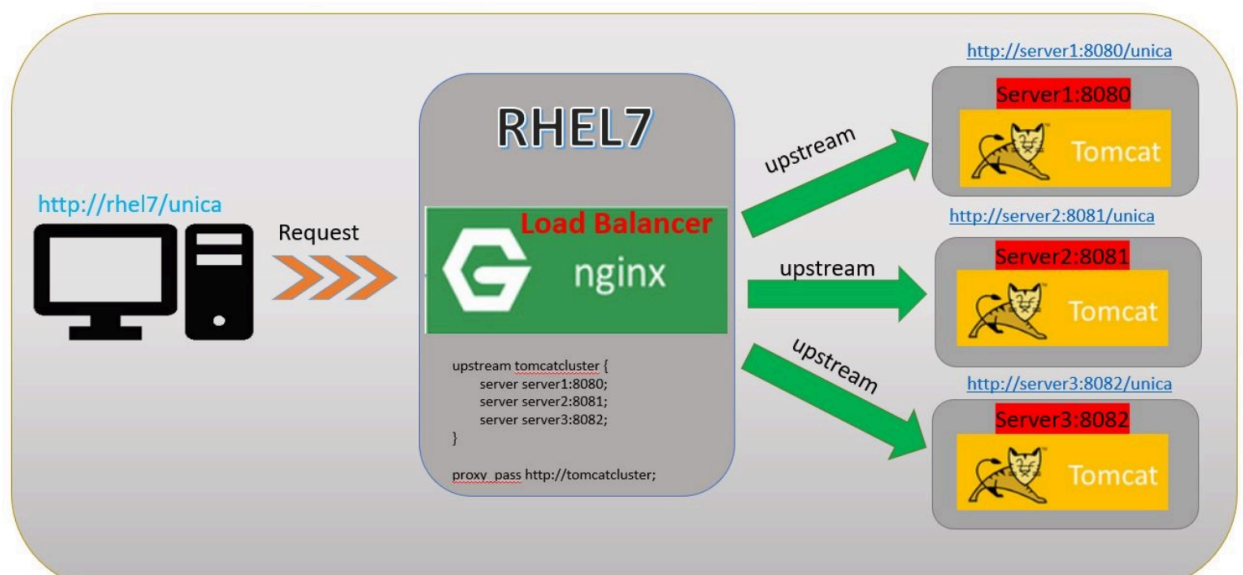 http://rhel7/unica
Request
RHEL7
Load Balancer
nginx
upstream tomcatcluster {
server server1:8080;
server server2:8081;
server server3:8082;
}
proxy_pass http://tomcatcluster;
upstream
upstream
upstream
http://server1:8080/unica
Server1:8080
Tomcat
http://server2:8081/unica
Server2:8081
Tomcat
http://server3:8082/unica
Server3:8082
Tomcat